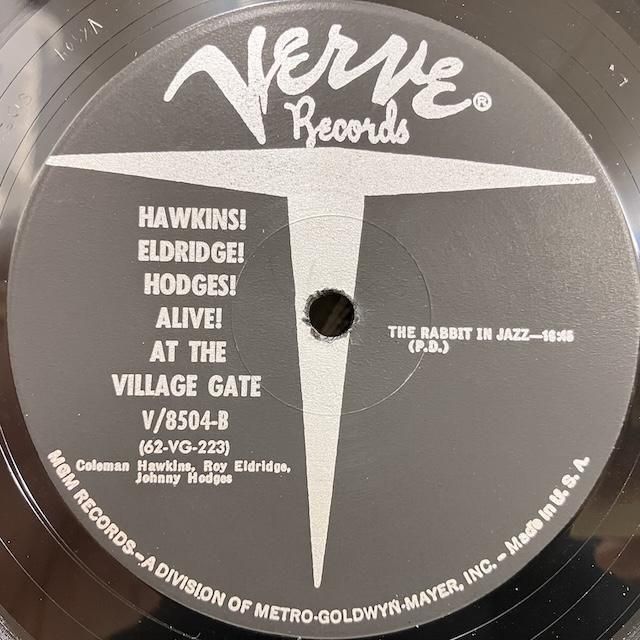 VERVE®
Records
HAWKINS!
ELDRIDGE!
HODGES!
ALIVE!
AT THE
VILLAGE GATE
V/8504-B
(62-VG-223)
Coleman Hawkins, Roy Eldridge,
Johnny Hodges
THE RABBIT IN JAZZ—16:45
(P.D.)
MGM RECORDS—A DIVISION OF METRO-GOLDWYN-MAYER, INC. – Made in U. S. A.